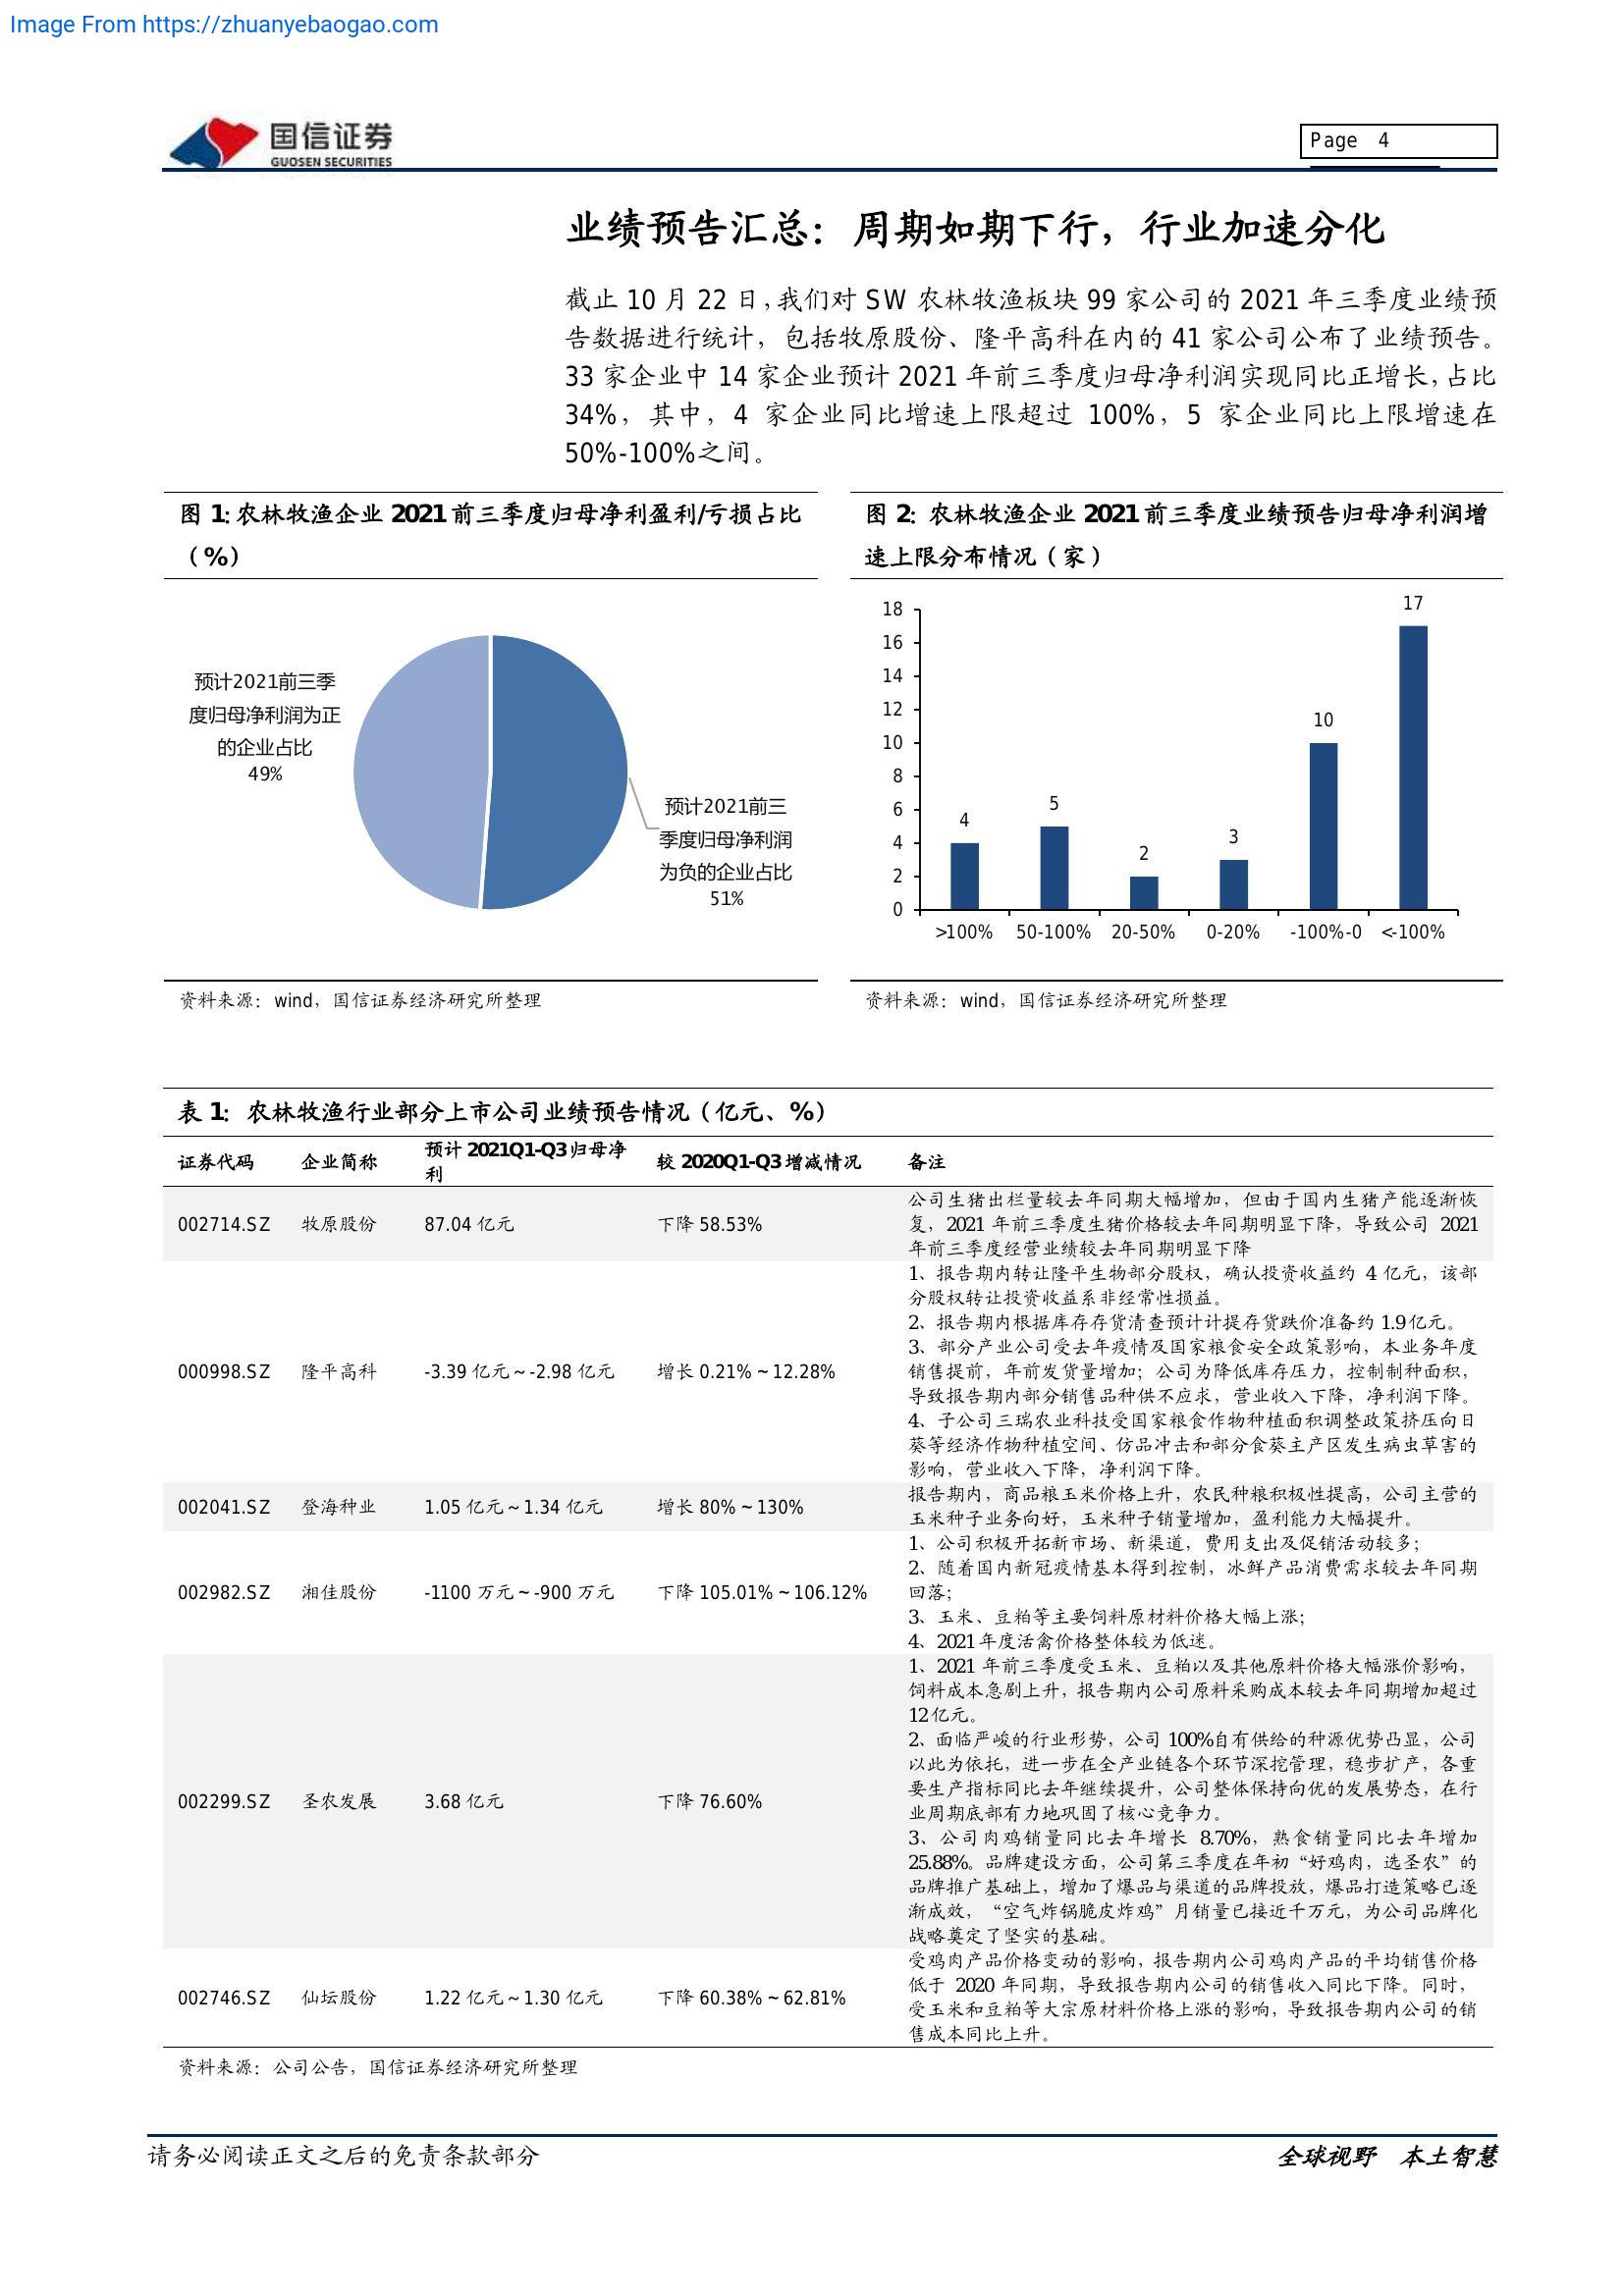 Image From https://zhuanyebaogao.com
国信证券
GUOSEN SECURITIES
Page 4
业绩预告汇总：周期如期下行，行业加速分化
截止 10 月 22 日，我们对 SW 农林牧渔板块 99 家公司的 2021 年三季度业绩预
告数据进行统计，包括牧原股份、隆平高科在内的 41 家公司公布了业绩预告。
33 家企业中 14 家企业预计 2021 年前三季度归母净利润实现同比正增长，占比
34%，其中，4 家企业同比增速上限超过 100%，5 家企业同比上限增速在
50%-100%之间。
图 1：农林牧渔企业 2021 前三季度归母净利盈利/亏损占比
（%）
预计2021前三季
度归母净利润为正
的企业占比
49%
预计2021前三
季度归母净利润
为负的企业占比
51%
资料来源：wind，国信证券经济研究所整理
图 2：农林牧渔企业 2021 前三季度业绩预告归母净利润增
速上限分布情况（家）
18
16
14
12
10
8
6
4
2
0
4
5
2
3
10
17
>100% 50-100% 20-50% 0-20% -100%-0 <-100%
资料来源：wind，国信证券经济研究所整理
表 1：农林牧渔行业部分上市公司业绩预告情况（亿元、%）
证券代码 企业简称 预计 2021Q1-Q3 归母净 较 2020Q1-Q3 增减情况 备注
利
002714.SZ 牧原股份 87.04 亿元 下降 58.53%
公司生猪出栏量较去年同期大幅增加，但由于国内生猪产能逐渐恢
复，2021 年前三季度生猪价格较去年同期明显下降，导致公司 2021
年前三季度经营业绩较去年同期明显下降
000998.SZ 隆平高科 -3.39 亿元～-2.98 亿元 增长 0.21%～12.28%
1、报告期内转让隆平生物部分股权，确认投资收益约 4 亿元，该部
分股权转让投资收益系非经常性损益。
2、报告期内根据库存存货清查预计计提存货跌价准备约 1.9 亿元。
3、部分产业公司受去年疫情及国家粮食安全政策影响，本业务年度
销售提前，年前发货量增加；公司为降低库存压力，控制制种面积，
导致报告期内部分销售品种供不应求，营业收入下降，净利润下降。
4、子公司三瑞农业科技受国家粮食作物种植面积调整政策挤压向日
葵等经济作物种植空间、仿品冲击和部分食葵主产区发生病虫草害的
影响，营业收入下降，净利润下降。
002041.SZ 登海种业 1.05 亿元～1.34 亿元 增长 80%～130%
报告期内，商品粮玉米价格上升，农民种粮积极性提高，公司主营的
玉米种子业务向好，玉米种子销量增加，盈利能力大幅提升。
002982.SZ 湘佳股份 -1100 万元～-900 万元 下降 105.01%～106.12%
1、公司积极开拓新市场、新渠道，费用支出及促销活动较多；
2、随着国内新冠疫情基本得到控制，冰鲜产品消费需求较去年同期
回落；
3、玉米、豆粕等主要饲料原材料价格大幅上涨；
4、2021 年度活禽价格整体较为低迷。
002299.SZ 圣农发展 3.68 亿元 下降 76.60%
1、2021 年前三季度受玉米、豆粕以及其他原料价格大幅涨价影响，
饲料成本急剧上升，报告期内公司原料采购成本较去年同期增加超过
12 亿元。
2、面临严峻的行业形势，公司 100%自有供给的种源优势凸显，公司
以此为依托，进一步在全产业链各个环节深挖管理，稳步扩产，各重
要生产指标同比去年继续提升，公司整体保持向优的发展势态，在行
业周期底部有力地巩固了核心竞争力。
3、公司肉鸡销量同比去年增长 8.70%，熟食销量同比去年增加
25.88%。品牌建设方面，公司第三季度在年初“好鸡肉，选圣农”的
品牌推广基础上，增加了爆品与渠道的品牌投放，爆品打造策略已逐
渐成效，“空气炸锅脆皮炸鸡”月销量已接近千万元，为公司品牌化
战略奠定了坚实的基础。
002746.SZ 仙坛股份 1.22 亿元～1.30 亿元 下降 60.38%～62.81%
受鸡肉产品价格变动的影响，报告期内公司鸡肉产品的平均销售价格
低于 2020 年同期，导致报告期内公司的销售收入同比下降。同时，
受玉米和豆粕等大宗原材料价格上涨的影响，导致报告期内公司的销
售成本同比上升。
资料来源：公司公告，国信证券经济研究所整理
请务必阅读正文之后的免责条款部分
全球视野 本土智慧